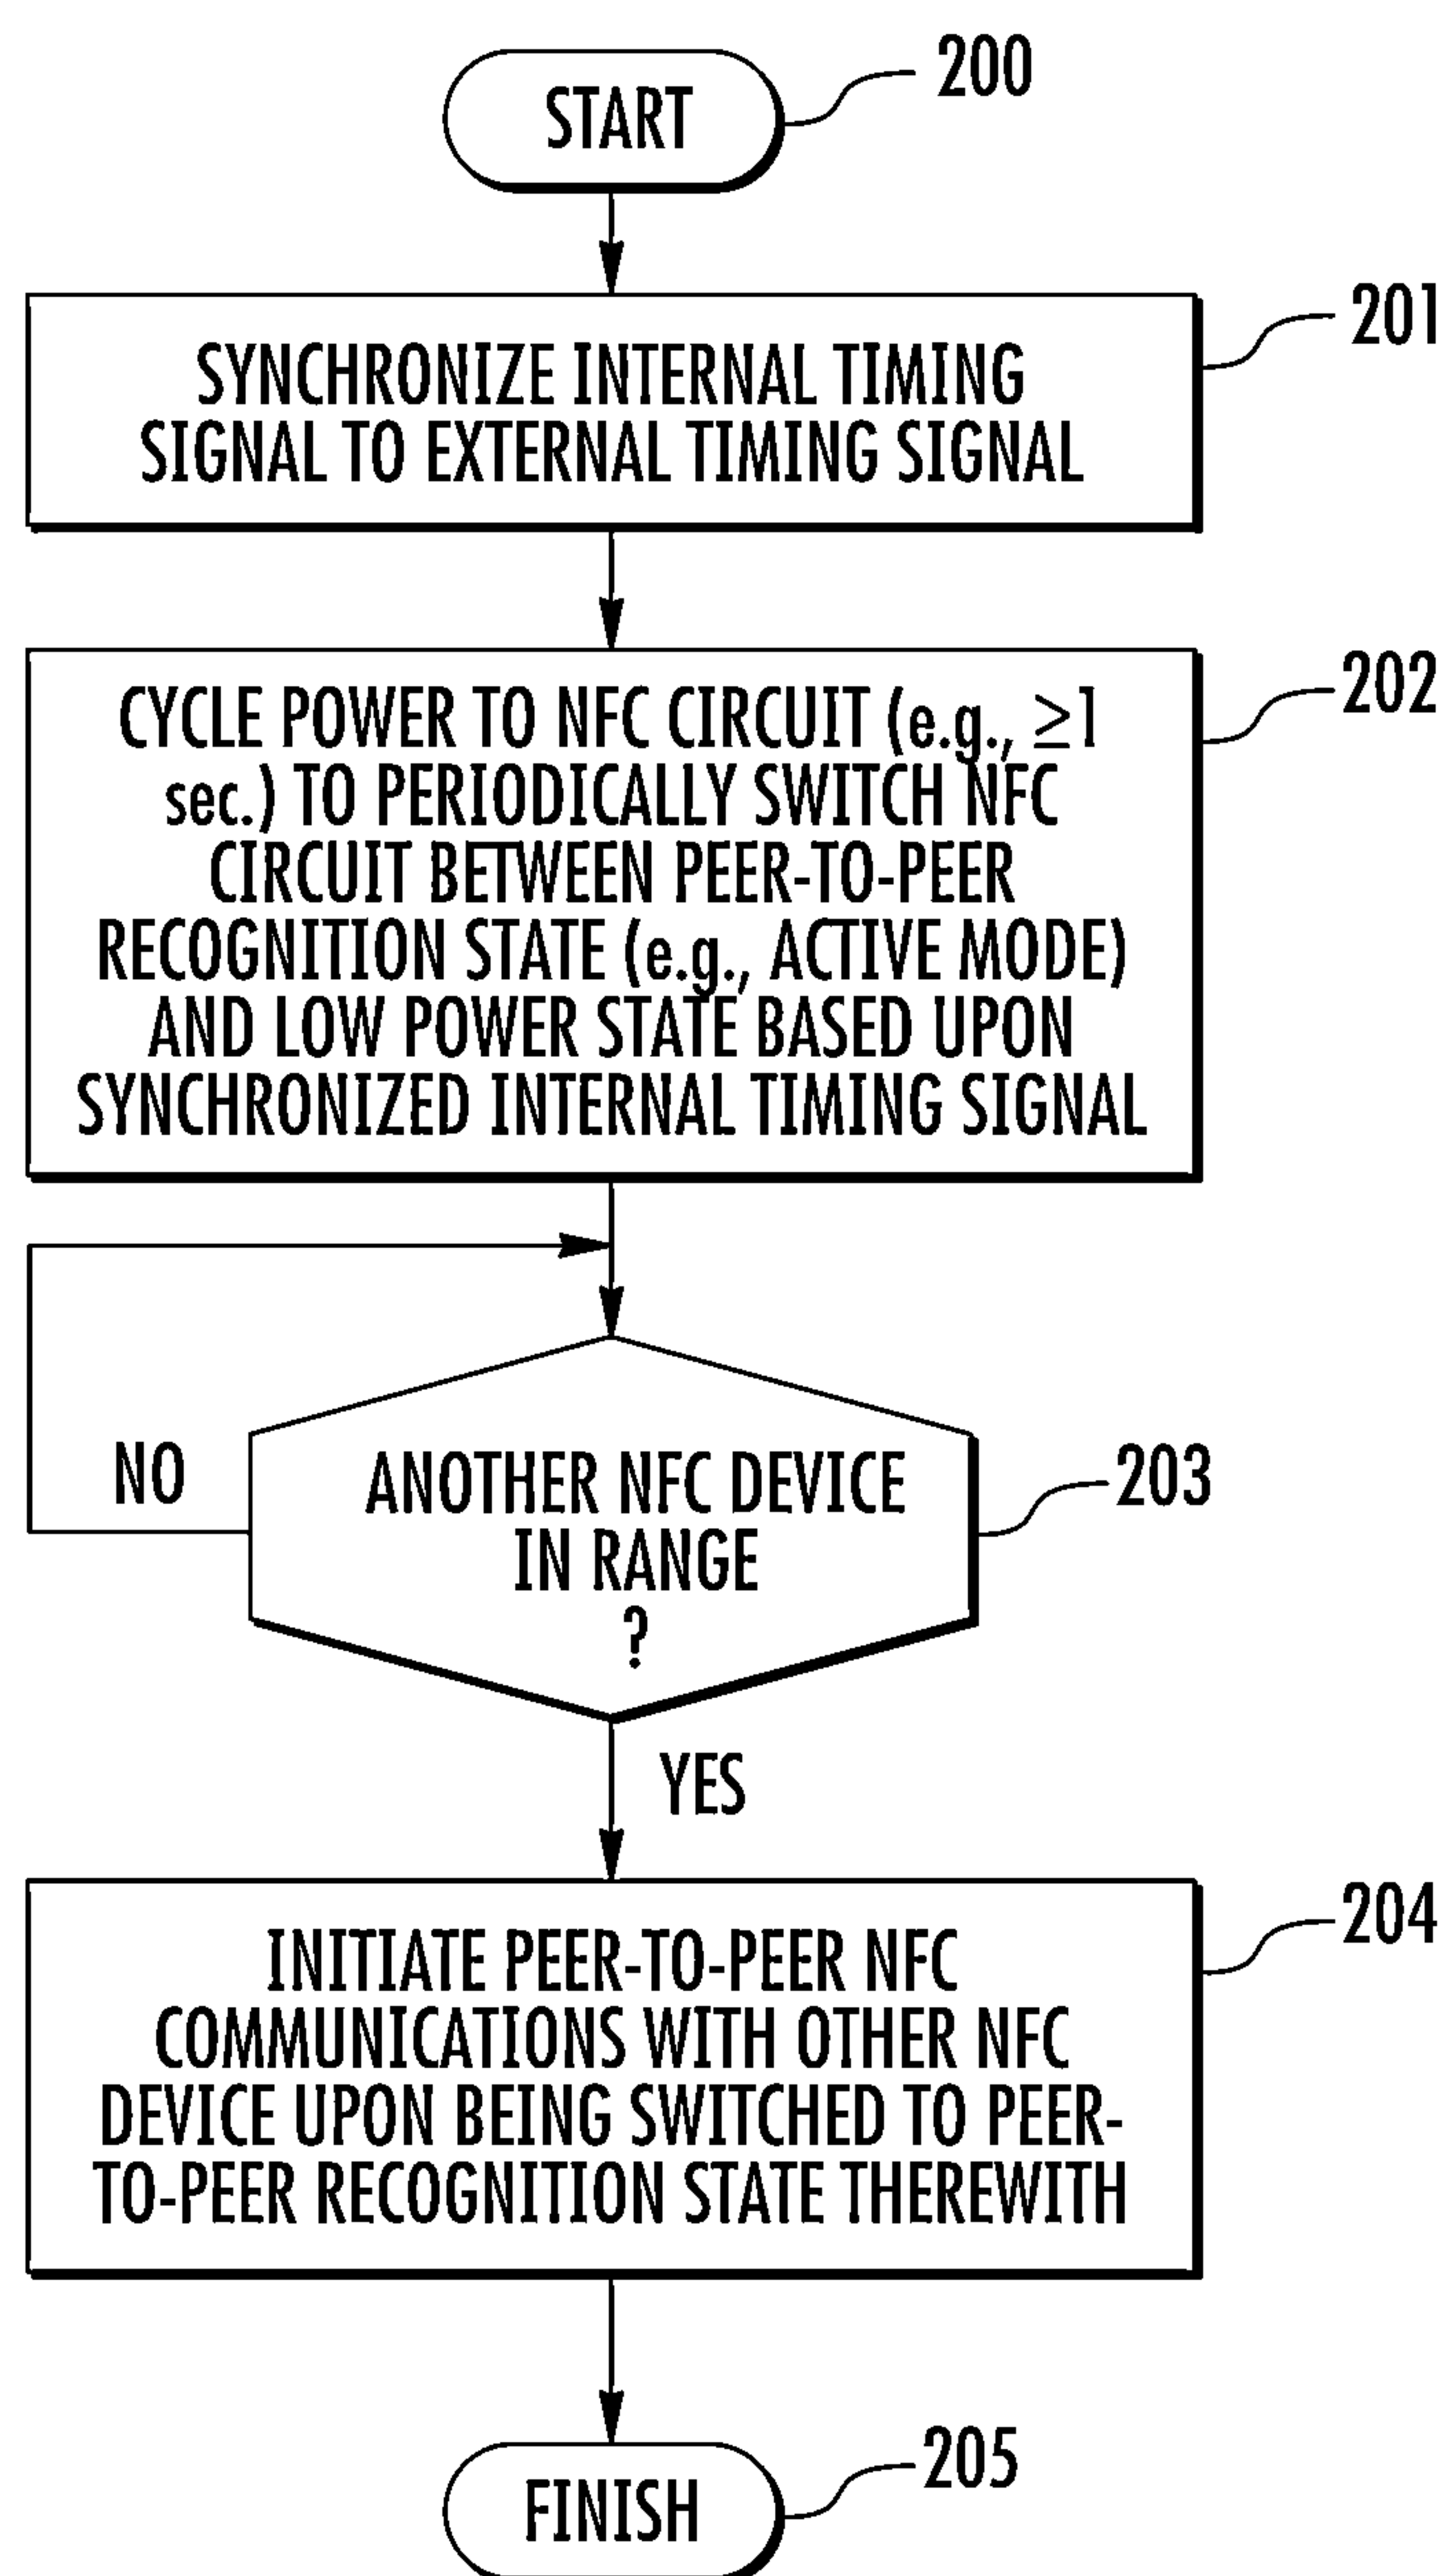 START
200
SYNCHRONIZE INTERNAL TIMING
SIGNAL TO EXTERNAL TIMING SIGNAL
201
CYCLE POWER TO NFC CIRCUIT (e.g., ≥1
sec.) TO PERIODICALLY SWITCH NFC
CIRCUIT BETWEEN PEER-TO-PEER
RECOGNITION STATE (e.g., ACTIVE MODE)
AND LOW POWER STATE BASED UPON
SYNCHRONIZED INTERNAL TIMING SIGNAL
202
NO
ANOTHER NFC DEVICE
IN RANGE
?
203
YES
INITIATE PEER-TO-PEER NFC
COMMUNICATIONS WITH OTHER NFC
DEVICE UPON BEING SWITCHED TO PEER-
TO-PEER RECOGNITION STATE THEREWITH
204
FINISH
205